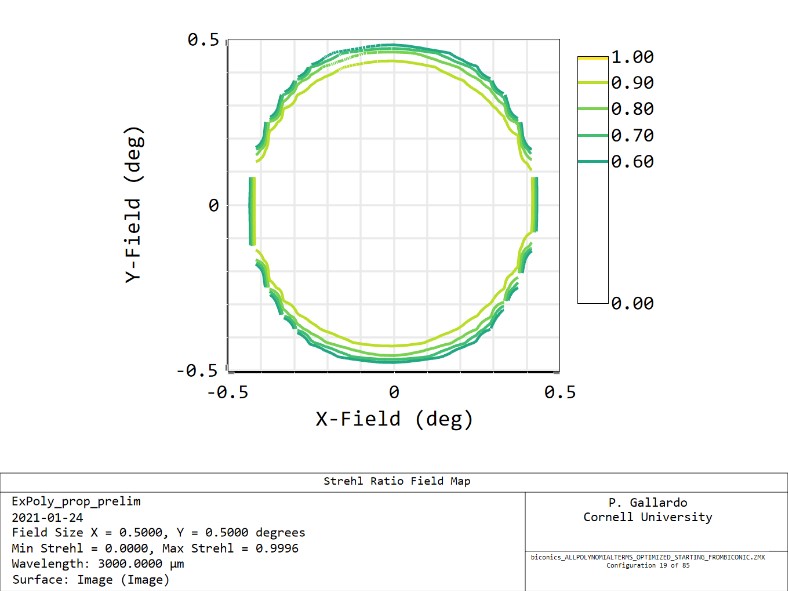 0.5
0
-0.5
Y-Field (deg)
-0.5
0
0.5
X-Field (deg)
1.00
0.90
0.80
0.70
0.60
0.00
Strehl Ratio Field Map
ExPoly_prop_prelim
2021-01-24
Field Size X = 0.5000, Y = 0.5000 degrees
Min Strehl = 0.0000, Max Strehl = 0.9996
Wavelength: 3000.0000 µm
Surface: Image (Image)
P. Gallardo
Cornell University
biconics_ALLPOLYNOMIALTERMS_OPTIMIZED_STARTING_FROMBICONIC.ZMX
Configuration 19 of 85